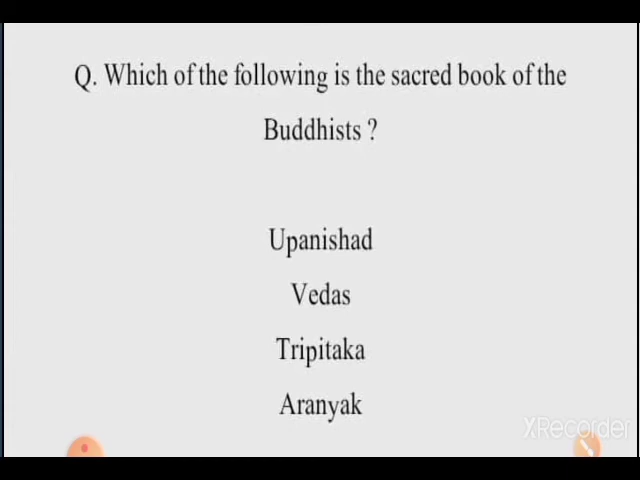 Q. Which of the following is the sacred book of the
Buddhists ?
Upanishad
Vedas
Tripitaka
Aranyak
XRecorder